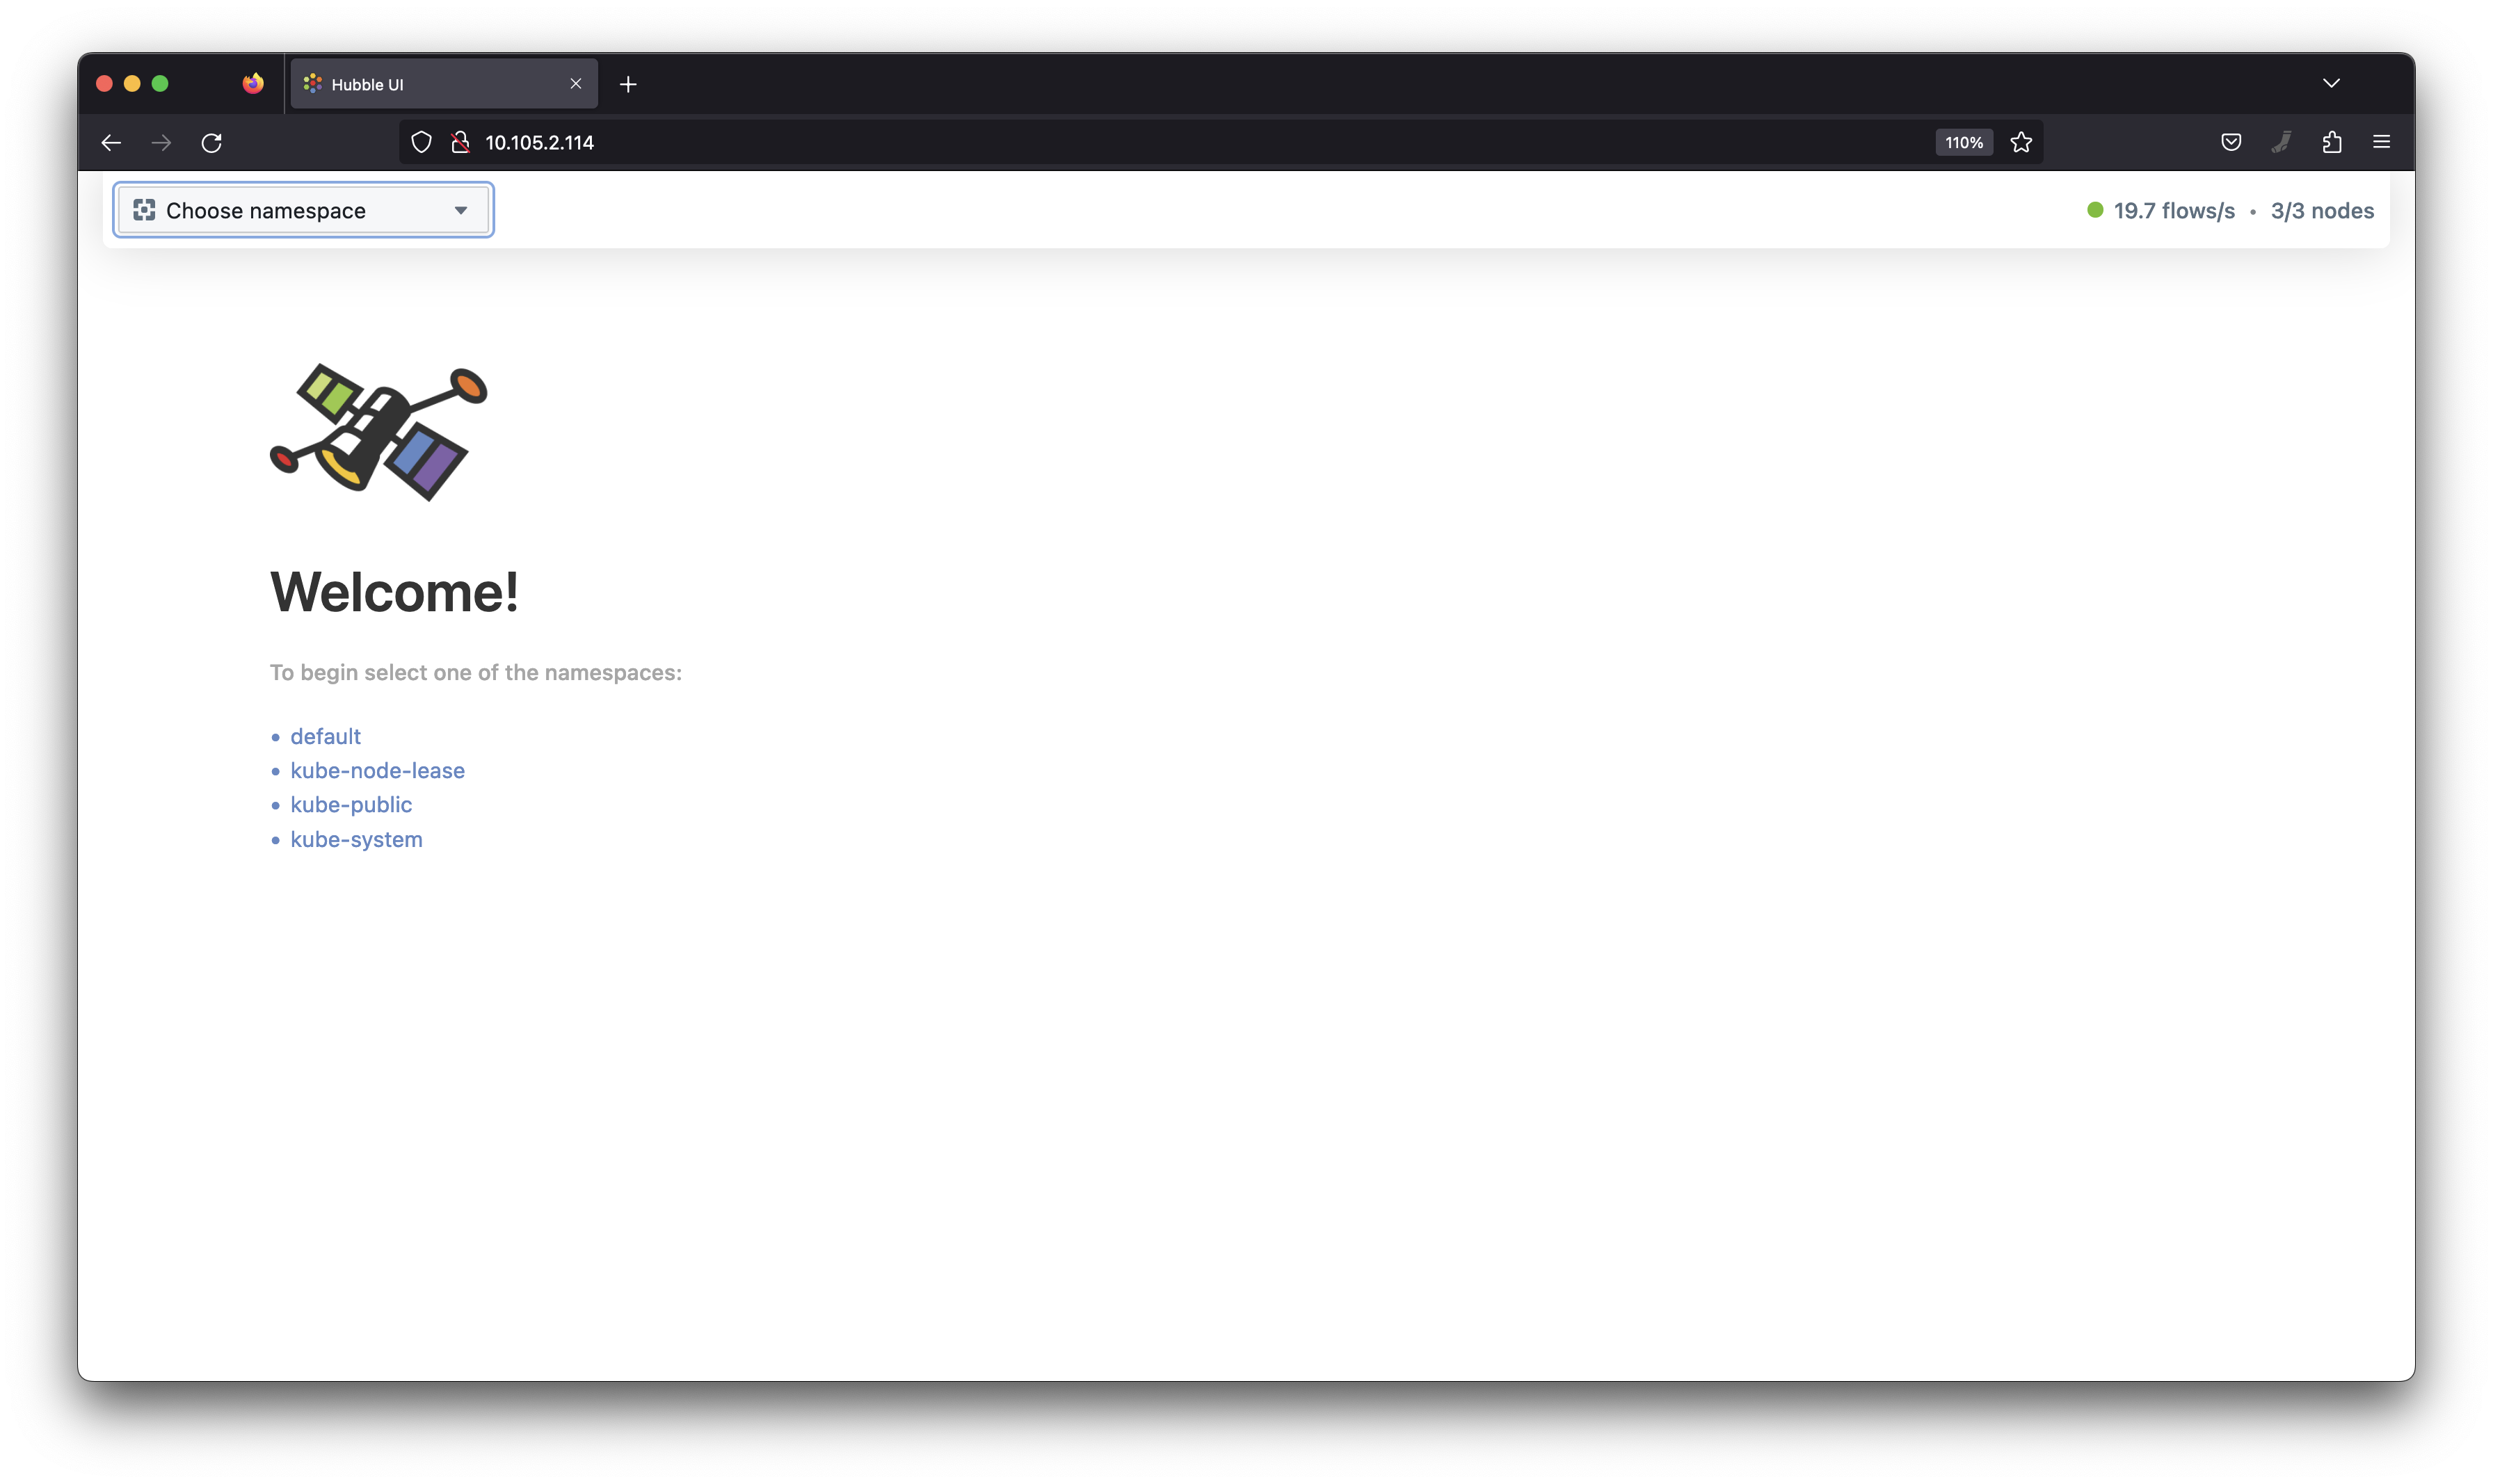 Hubble UI
10.105.2.114
110%
Choose namespace
19.7 flows/s • 3/3 nodes
Welcome!
To begin select one of the namespaces:
• default
• kube-node-lease
• kube-public
• kube-system